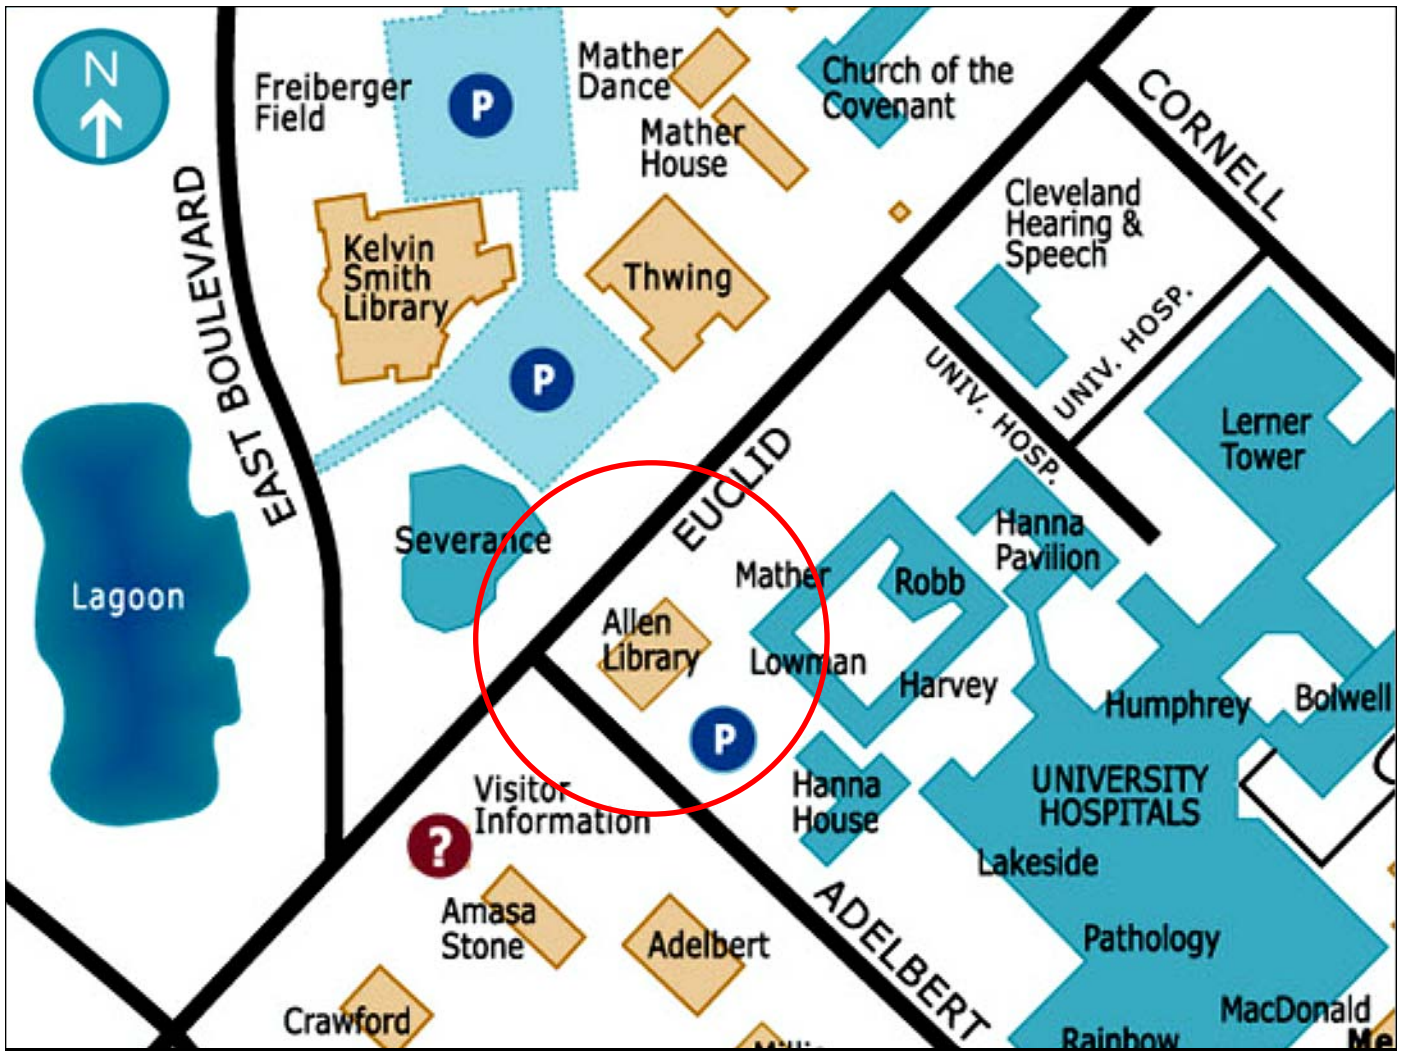 N
Freiberger
Field
P
Mather
Dance
Mather
House
Church of the
Covenant
CORNELL
EAST BOULEVARD
Kelvin
Smith
Library
Thwing
Cleveland
Hearing &
Speech
UNIV. HOSP.
UNIV. HOSP.
P
Lerner
Tower
EUCLID
Severance
Lagoon
Hanna
Pavilion
Mather
Robb
Allen
Library
Lowman
Harvey
Humphrey
Bolwell
P
Visitor
Information
?
Hanna
House
UNIVERSITY
HOSPITALS
Lakeside
Amasa
Stone
Adelbert
ADELBERT
Pathology
Crawford
MacDonald
Rainbow
Me